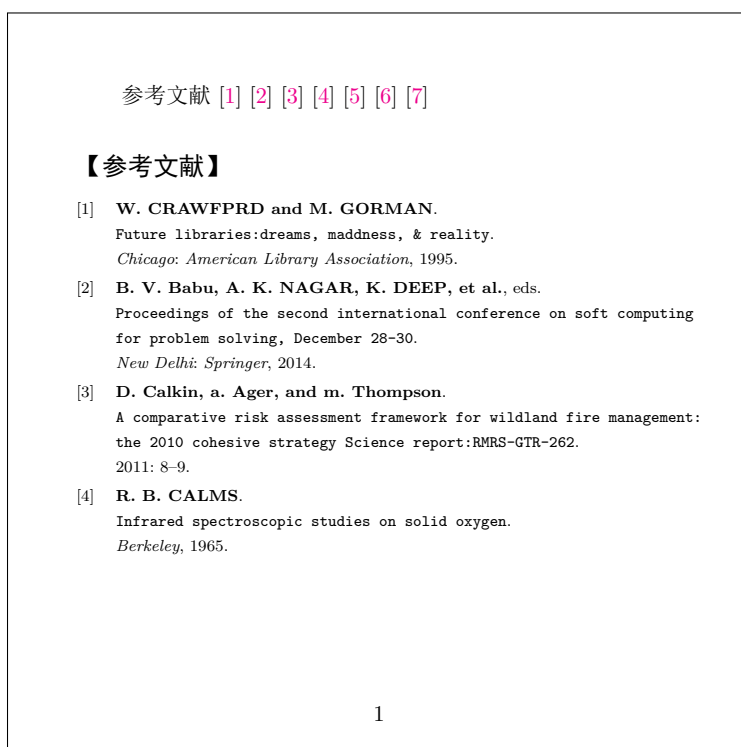 参考文献 [1] [2] [3] [4] [5] [6] [7]
【参考文献】
[1] W. CRAWFPRD and M. GORMAN.
Future libraries:dreams, maddness, & reality.
Chicago: American Library Association, 1995.
[2] B. V. Babu, A. K. NAGAR, K. DEEP, et al., eds.
Proceedings of the second international conference on soft computing
for problem solving, December 28-30.
New Delhi: Springer, 2014.
[3] D. Calkin, a. Ager, and m. Thompson.
A comparative risk assessment framework for wildland fire management:
the 2010 cohesive strategy Science report:RMRS-GTR-262.
2011: 8–9.
[4] R. B. CALMS.
Infrared spectroscopic studies on solid oxygen.
Berkeley, 1965.
1